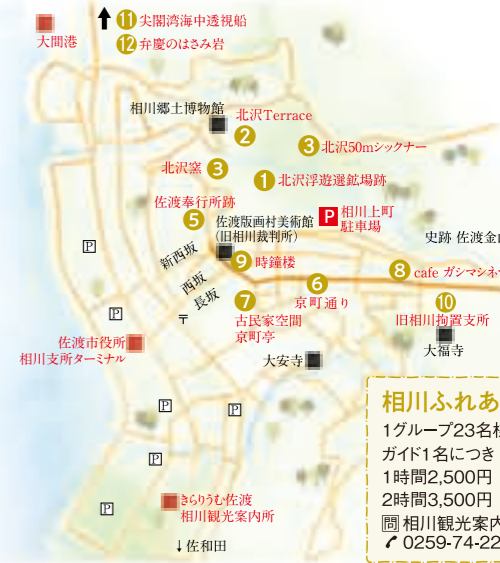 ⑪尖閣湾海中透視船
⑫弁慶のはさみ岩
大間港
相川郷土博物館
北沢Terrace
②
③北沢50mシックナー
北沢窯③
①北沢浮遊選鉱場跡
佐渡奉行所跡
⑤
佐渡版画村美術館
(旧相川裁判所)
P 相川上町
駐車場
史跡 佐渡金
新西坂
⑨時鐘楼
⑧cafe ガシマシネマ
西坂
長坂
⑥
京町通り
⑦
古民家空間
京町亭
〒
⑩
旧相川拘置支所
大福寺
大安寺
P
P
佐渡市役所
相川支所ターミナル
P
P
P
P
きらりうむ佐渡
相川観光案内所
↓佐和田
相川ふれあ
1グループ23名
ガイド1名につき
1時間2,500円
2時間3,500円
問 相川観光案内
0259-74-22